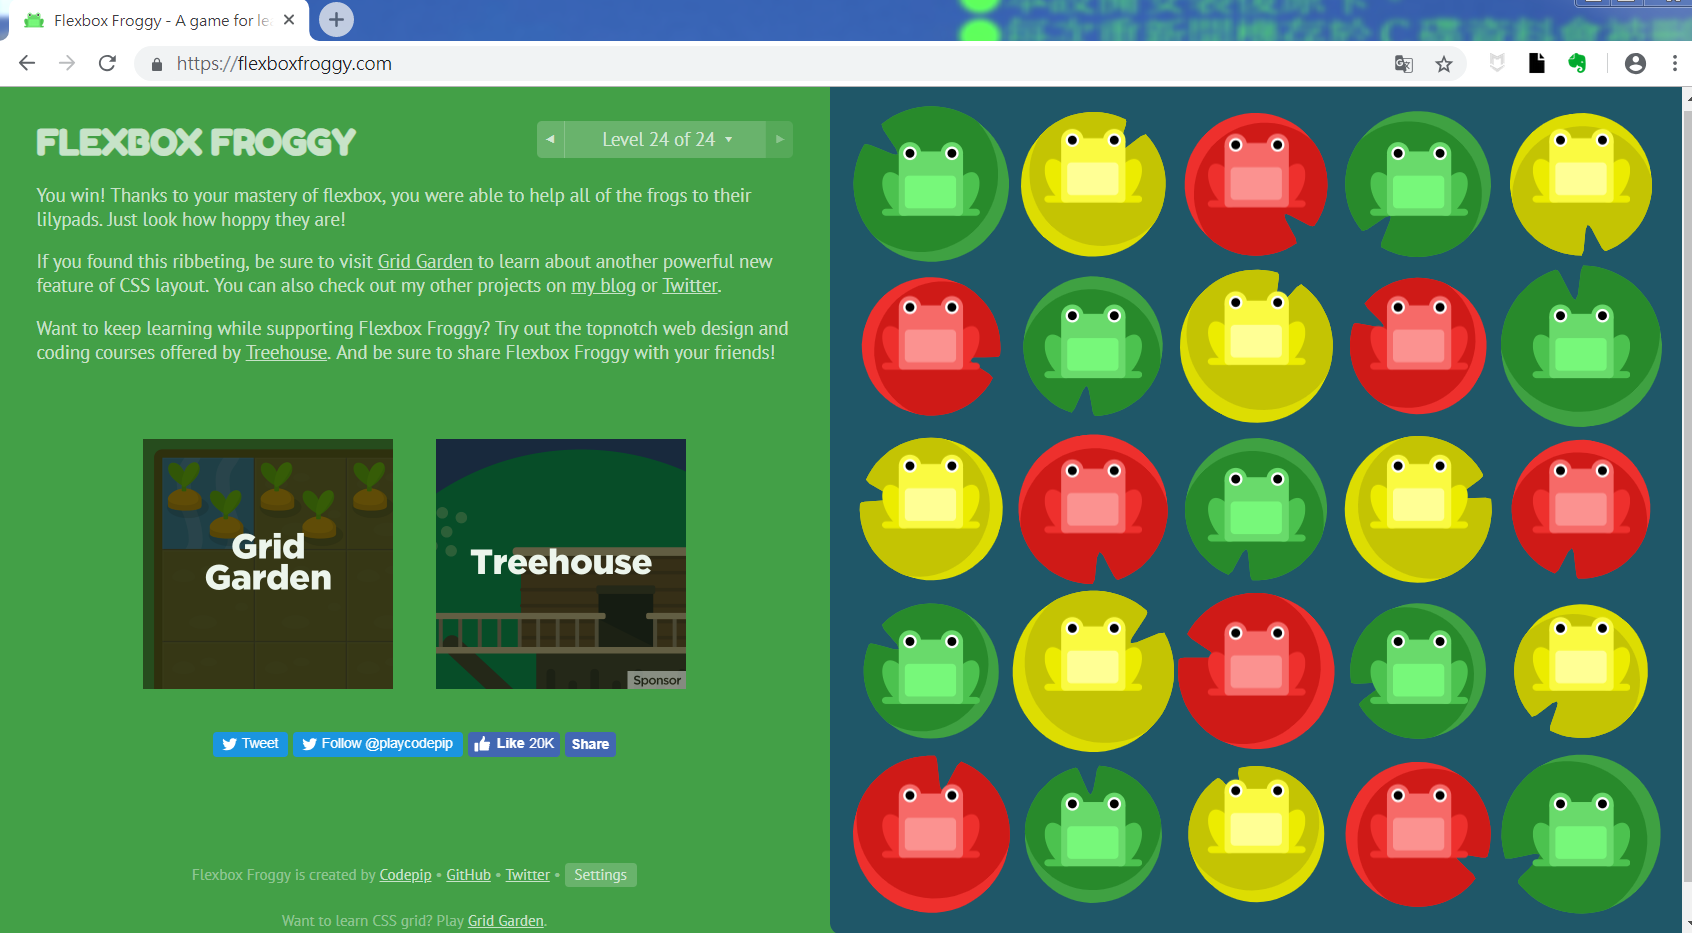 Flexbox Froggy - A game for le
https://flexboxfroggy.com
FLEXBOX FROGGY
Level 24 of 24
You win! Thanks to your mastery of flexbox, you were able to help all of the frogs to their
lilypads. Just look how hoppy they are!
If you found this ribbeting, be sure to visit Grid Garden to learn about another powerful new
feature of CSS layout. You can also check out my other projects on my blog or Twitter.
Want to keep learning while supporting Flexbox Froggy? Try out the topnotch web design and
coding courses offered by Treehouse. And be sure to share Flexbox Froggy with your friends!
Grid
Garden
Treehouse
Sponsor
Tweet
Follow @playcodepip
Like 20K
Share
Flexbox Froggy is created by Codepip • GitHub • Twitter • Settings
Want to learn CSS grid? Play Grid Garden.